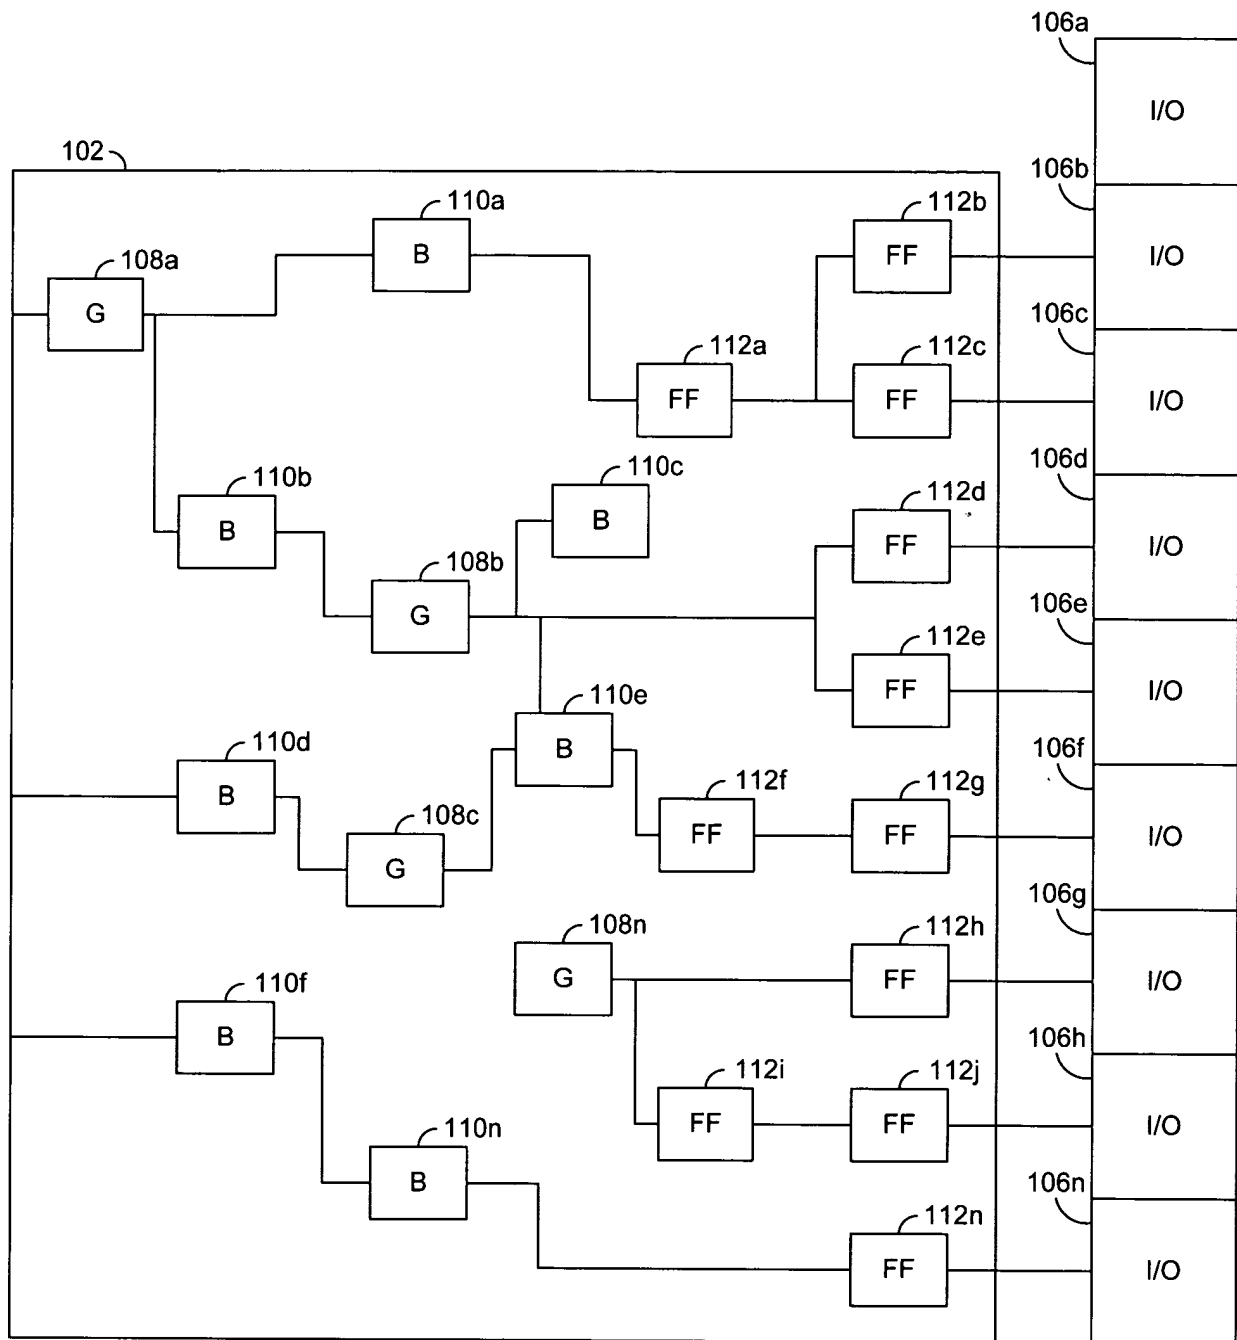 106a
I/O
102
106b
110a
112b
B
FF
I/O
108a
G
106c
112a
112c
FF
FF
I/O
110b
110c
106d
112d
B
B
FF
I/O
108b
G
106e
112e
FF
I/O
110e
B
110d
B
106f
112f
112g
FF
FF
I/O
108c
G
106g
108n
112h
G
FF
I/O
110f
B
106h
112i
112j
FF
FF
I/O
110n
B
106n
112n
FF
I/O